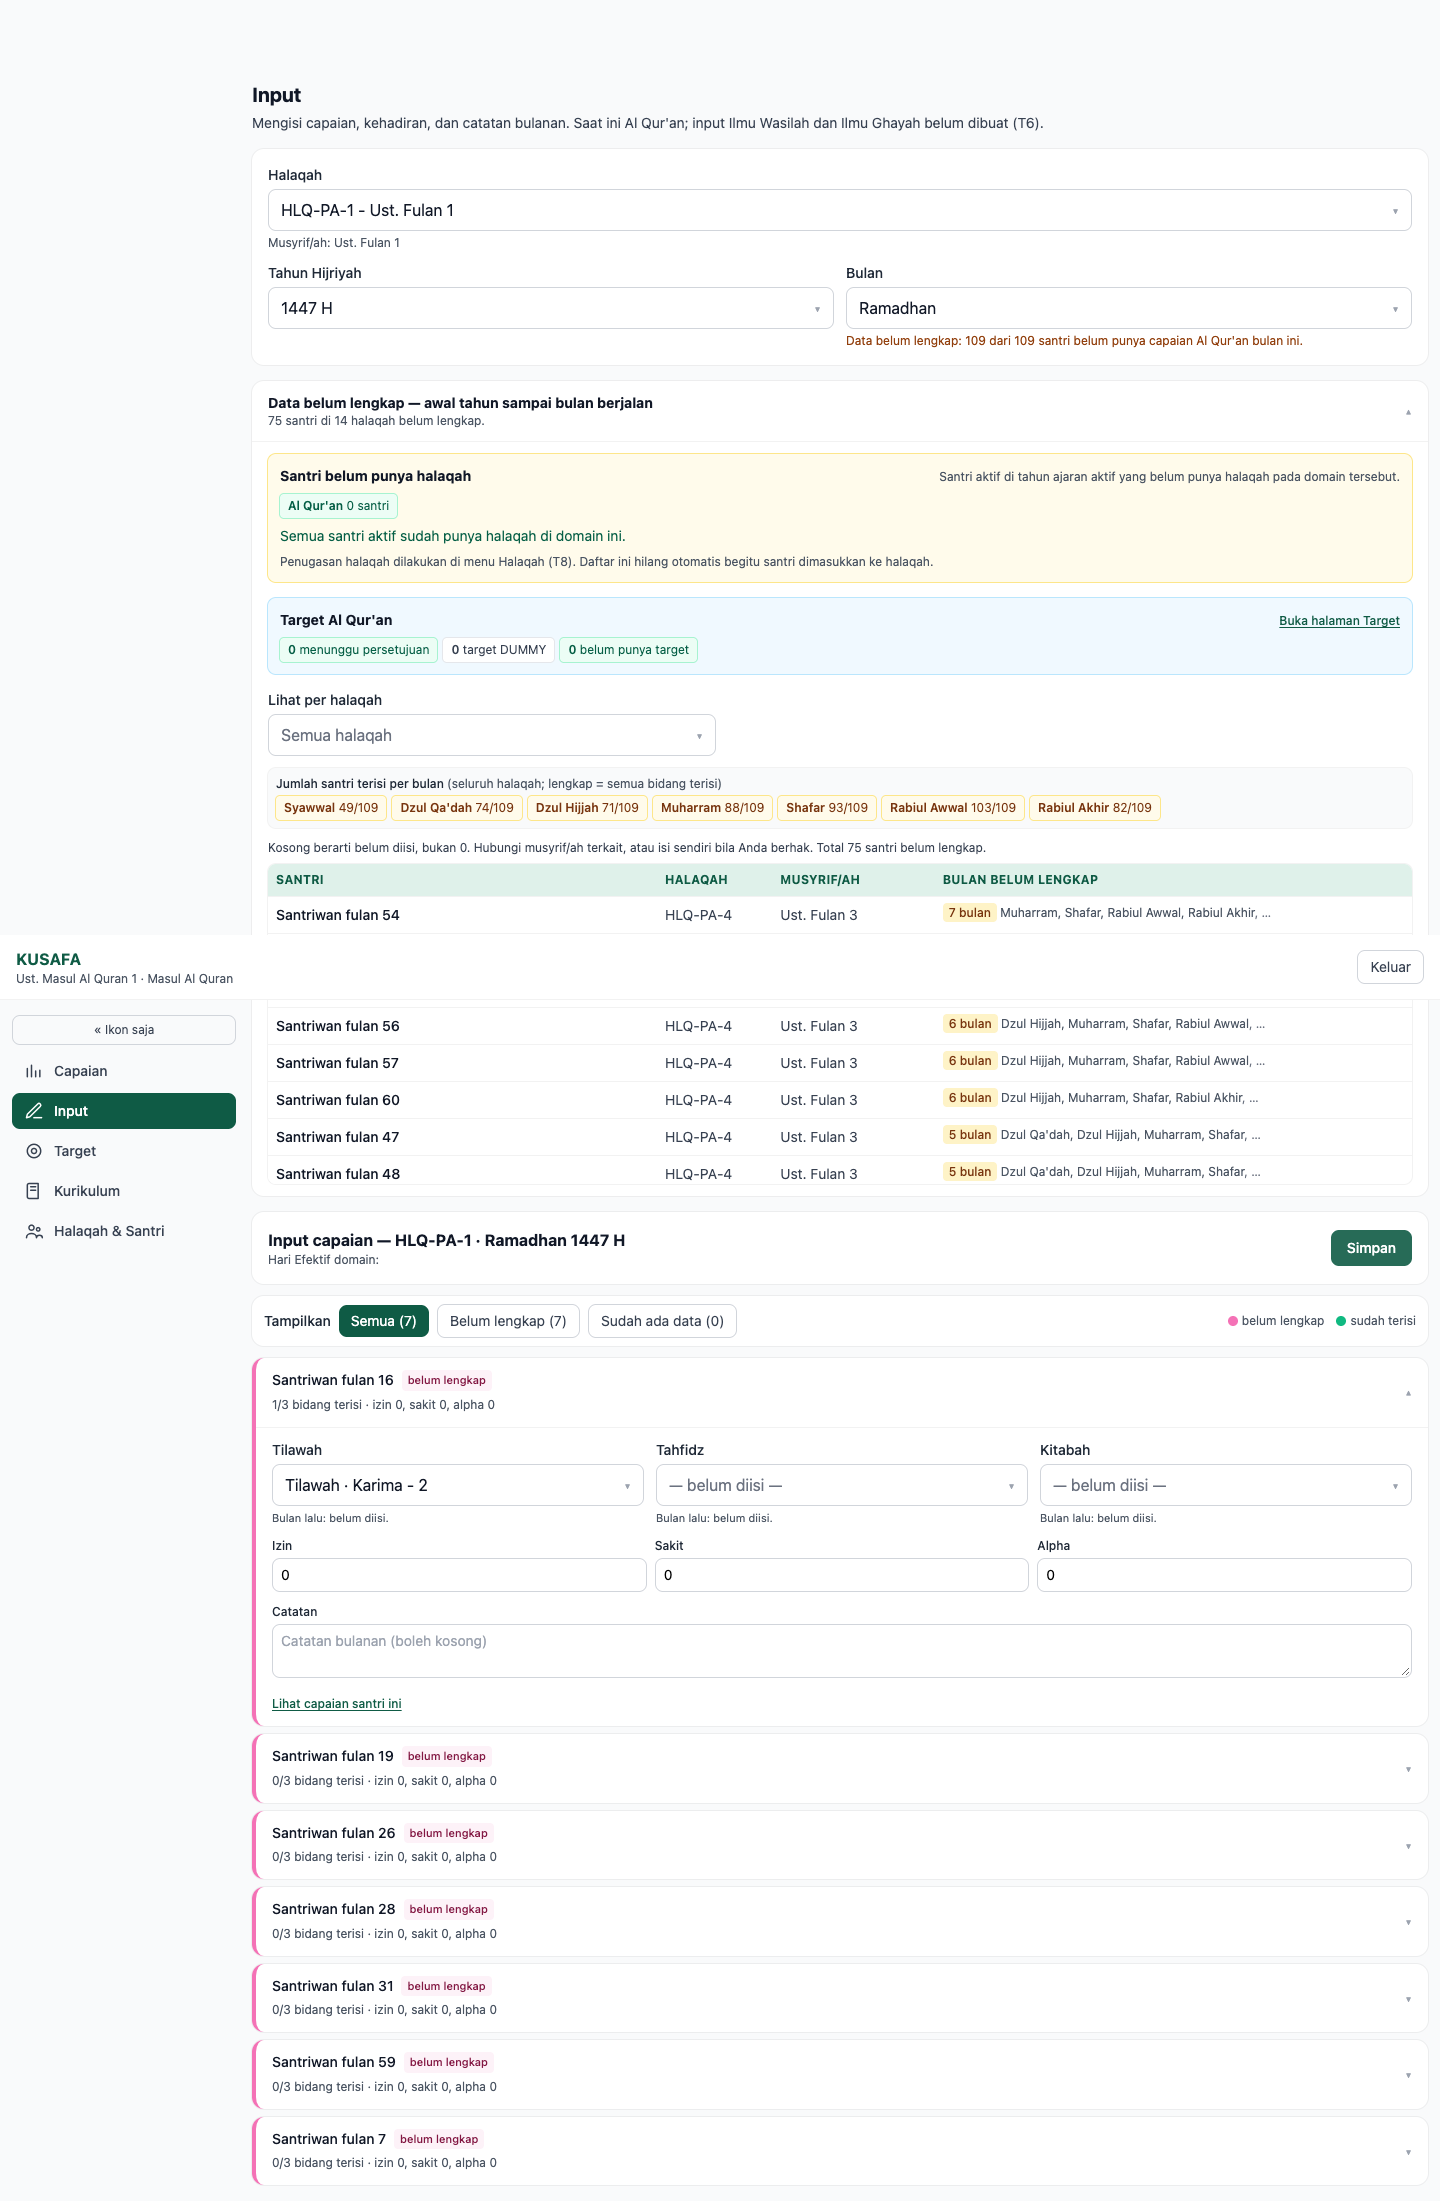 Input
Mengisi capaian, kehadiran, dan catatan bulanan. Saat ini Al Qur'an; input Ilmu Wasilah dan Ilmu Ghayah belum dibuat (T6).
Halaqah
HLQ-PA-1 - Ust. Fulan 1
Musyrif/ah: Ust. Fulan 1
Tahun Hijriyah
Bulan
1447 H
Ramadhan
Data belum lengkap: 109 dari 109 santri belum punya capaian Al Qur'an bulan ini.
Data belum lengkap — awal tahun sampai bulan berjalan
75 santri di 14 halaqah belum lengkap.
Santri belum punya halaqah
Santri aktif di tahun ajaran aktif yang belum punya halaqah pada domain tersebut.
Al Qur'an 0 santri
Semua santri aktif sudah punya halaqah di domain ini.
Penugasan halaqah dilakukan di menu Halaqah (T8). Daftar ini hilang otomatis begitu santri dimasukkan ke halaqah.
Target Al Qur'an
Buka halaman Target
0 menunggu persetujuan
0 target DUMMY
0 belum punya target
Lihat per halaqah
Semua halaqah
Jumlah santri terisi per bulan (seluruh halaqah; lengkap = semua bidang terisi)
Syawwal 49/109
Dzul Qa'dah 74/109
Dzul Hijjah 71/109
Muharram 88/109
Shafar 93/109
Rabiul Awwal 103/109
Rabiul Akhir 82/109
Kosong berarti belum diisi, bukan 0. Hubungi musyrif/ah terkait, atau isi sendiri bila Anda berhak. Total 75 santri belum lengkap.
SANTRI HALAQAH MUSYRIF/AH BULAN BELUM LENGKAP
Santriwan fulan 54 HLQ-PA-4 Ust. Fulan 3 7 bulan Muharram, Shafar, Rabiul Awwal, Rabiul Akhir, ...
KUSAFA
Ust. Masul Al Quran 1 · Masul Al Quran
Keluar
« Ikon saja
Capaian
Input
Target
Kurikulum
Halaqah & Santri
Santriwan fulan 56 HLQ-PA-4 Ust. Fulan 3 6 bulan Dzul Hijjah, Muharram, Shafar, Rabiul Awwal, ...
Santriwan fulan 57 HLQ-PA-4 Ust. Fulan 3 6 bulan Dzul Hijjah, Muharram, Shafar, Rabiul Awwal, ...
Santriwan fulan 60 HLQ-PA-4 Ust. Fulan 3 6 bulan Dzul Hijjah, Muharram, Shafar, Rabiul Akhir, ...
Santriwan fulan 47 HLQ-PA-4 Ust. Fulan 3 5 bulan Dzul Qa'dah, Dzul Hijjah, Muharram, Shafar, ...
Santriwan fulan 48 HLQ-PA-4 Ust. Fulan 3 5 bulan Dzul Qa'dah, Dzul Hijjah, Muharram, Shafar, ...
Input capaian — HLQ-PA-1 · Ramadhan 1447 H
Hari Efektif domain:
Simpan
Tampilkan
Semua (7)
Belum lengkap (7)
Sudah ada data (0)
belum lengkap
sudah terisi
Santriwan fulan 16 belum lengkap
1/3 bidang terisi · izin 0, sakit 0, alpha 0
Tilawah
Tahfidz
Kitabah
Tilawah · Karima - 2
— belum diisi —
— belum diisi —
Bulan lalu: belum diisi.
Bulan lalu: belum diisi.
Bulan lalu: belum diisi.
Izin
Sakit
Alpha
0
0
0
Catatan
Catatan bulanan (boleh kosong)
Lihat capaian santri ini
Santriwan fulan 19 belum lengkap
0/3 bidang terisi · izin 0, sakit 0, alpha 0
Santriwan fulan 26 belum lengkap
0/3 bidang terisi · izin 0, sakit 0, alpha 0
Santriwan fulan 28 belum lengkap
0/3 bidang terisi · izin 0, sakit 0, alpha 0
Santriwan fulan 31 belum lengkap
0/3 bidang terisi · izin 0, sakit 0, alpha 0
Santriwan fulan 59 belum lengkap
0/3 bidang terisi · izin 0, sakit 0, alpha 0
Santriwan fulan 7 belum lengkap
0/3 bidang terisi · izin 0, sakit 0, alpha 0